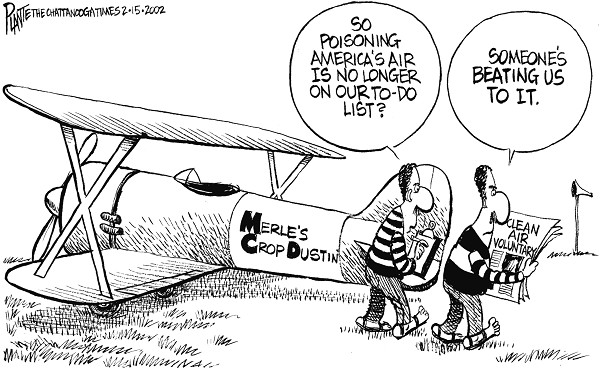 PLANTE THE CHATTANOOGA TIMES 2-15-2002
SO
POISONING
AMERICA'S AIR
IS NO LONGER
ON OUR TO-DO
LIST?
SOMEONE'S
BEATING US
TO IT.
MERLE'S
CROP DUSTIN'
CLEAN
AIR
VOLUNTARY